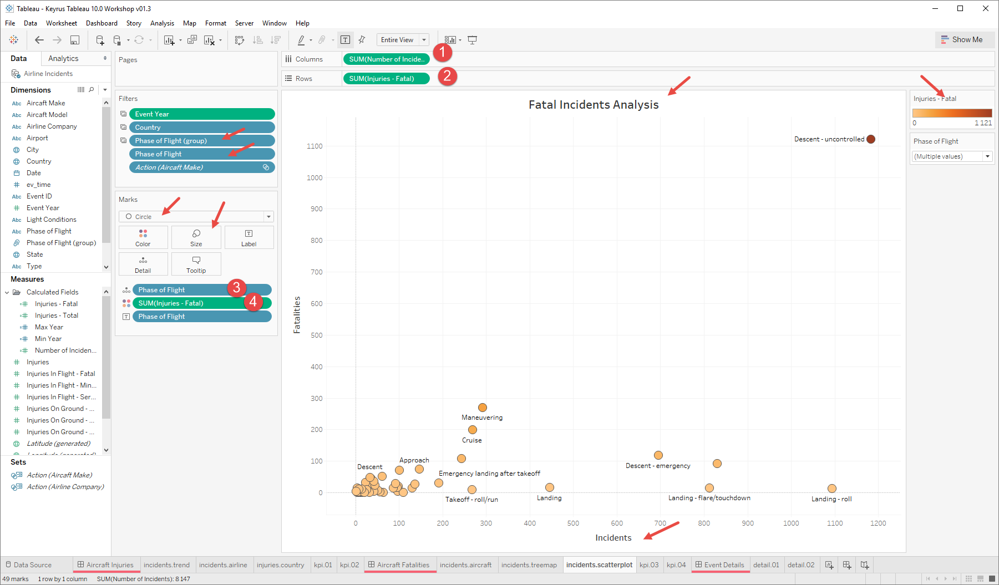 Tableau - Keyrus Tableau 10.0 Workshop v01.3
File Data Worksheet Dashboard Story Analysis Map Format Server Window Help
Entire View
Show Me
Data Analytics
Airline Incidents
Dimensions
Abc Aircaft Make
Abc Aircaft Model
Abc Airline Company
Abc Airport
City
Country
Date
# ev_time
Abc Event ID
# Event Year
Abc Light Conditions
Abc Phase of Flight
Phase of Flight (group)
State
Abc Type
Measures
Calculated Fields
=# Injuries - Fatal
=# Injuries - Total
=# Max Year
=# Min Year
=# Number of Inciden...
# Injuries
# Injuries In Flight - Fatal
# Injuries In Flight - Min...
# Injuries In Flight - Ser...
# Injuries On Ground - ...
# Injuries On Ground - ...
# Injuries On Ground - ...
Latitude (generated)
Longitude (generated)
Sets
Action (Aircaft Make)
Action (Airline Company)
Pages
Filters
Event Year
Country
Phase of Flight (group)
Phase of Flight
Action (Aircaft Make)
Marks
Circle
Color Size Label
Detail Tooltip
Phase of Flight 3
SUM(Injuries - Fatal) 4
Phase of Flight
Columns SUM(Number of Incide.. 1
Rows SUM(Injuries - Fatal) 2
Fatal Incidents Analysis
Fatalities
1100
1000
900
800
700
600
500
400
300
200
100
0
Descent - uncontrolled
Maneuvering
Cruise
Approach
Descent
Descent - emergency
Emergency landing after takeoff
Takeoff - roll/run
Landing
Landing - flare/touchdown
Landing - roll
0 100 200 300 400 500 600 700 800 900 1000 1100 1200
Incidents
Injuries - Fatal
0 1 121
Phase of Flight
(Multiple values)
Data Source Aircraft Injuries incidents.trend incidents.airline injuries.country kpi.01 kpi.02 Aircraft Fatalities incidents.aircraft incidents.treemap incidents.scatterplot kpi.03 kpi.04 Event Details detail.01 detail.02
49 marks 1 row by 1 column SUM(Number of Incidents): 8 147